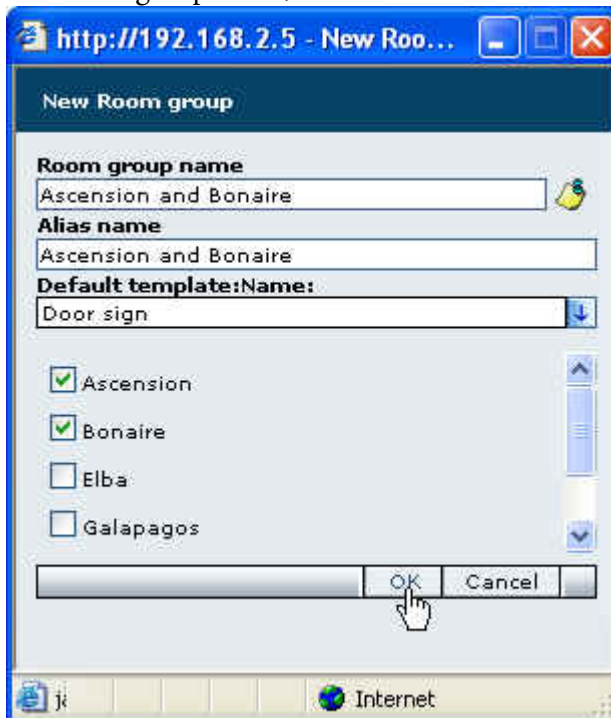 http://192.168.2.5 - New Roo...
New Room group
Room group name
Ascension and Bonaire
Alias name
Ascension and Bonaire
Default template:Name:
Door sign
Ascension
Bonaire
Elba
Galapagos
OK Cancel
Internet